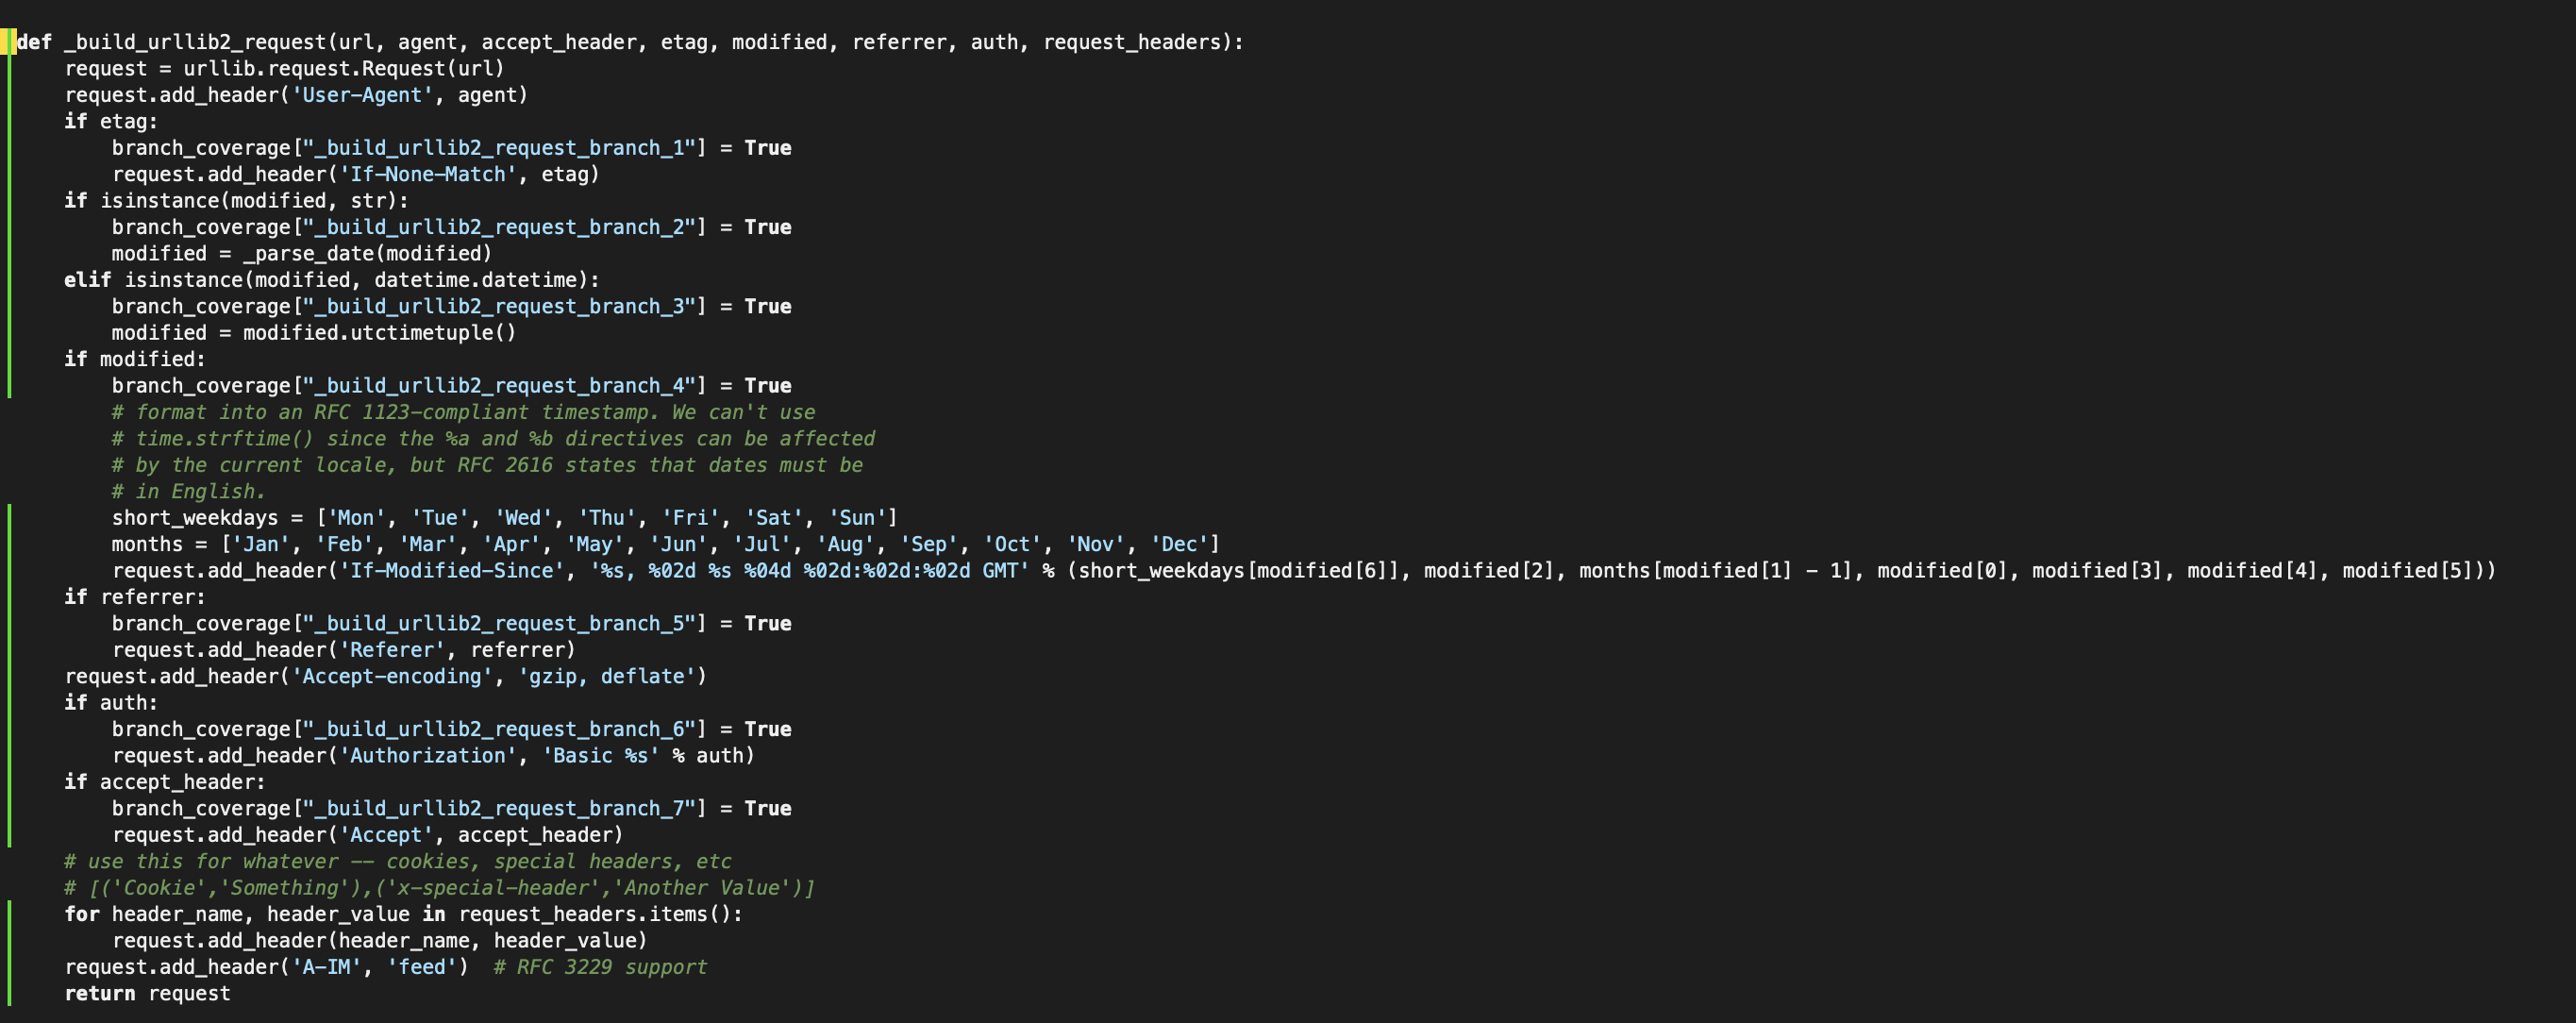 def _build_urllib2_request(url, agent, accept_header, etag, modified, referrer, auth, request_headers):
    request = urllib.request.Request(url)
    request.add_header('User-Agent', agent)
    if etag:
        branch_coverage["_build_urllib2_request_branch_1"] = True
        request.add_header('If-None-Match', etag)
    if isinstance(modified, str):
        branch_coverage["_build_urllib2_request_branch_2"] = True
        modified = _parse_date(modified)
    elif isinstance(modified, datetime.datetime):
        branch_coverage["_build_urllib2_request_branch_3"] = True
        modified = modified.utctimetuple()
    if modified:
        branch_coverage["_build_urllib2_request_branch_4"] = True
        # format into an RFC 1123-compliant timestamp. We can't use
        # time.strftime() since the %a and %b directives can be affected
        # by the current locale, but RFC 2616 states that dates must be
        # in English.
        short_weekdays = ['Mon', 'Tue', 'Wed', 'Thu', 'Fri', 'Sat', 'Sun']
        months = ['Jan', 'Feb', 'Mar', 'Apr', 'May', 'Jun', 'Jul', 'Aug', 'Sep', 'Oct', 'Nov', 'Dec']
        request.add_header('If-Modified-Since', '%s, %02d %s %04d %02d:%02d:%02d GMT' % (short_weekdays[modified[6]], modified[2], months[modified[1] - 1], modified[0], modified[3], modified[4], modified[5]))
    if referrer:
        branch_coverage["_build_urllib2_request_branch_5"] = True
        request.add_header('Referer', referrer)
    request.add_header('Accept-encoding', 'gzip, deflate')
    if auth:
        branch_coverage["_build_urllib2_request_branch_6"] = True
        request.add_header('Authorization', 'Basic %s' % auth)
    if accept_header:
        branch_coverage["_build_urllib2_request_branch_7"] = True
        request.add_header('Accept', accept_header)
    # use this for whatever -- cookies, special headers, etc
    # [('Cookie','Something'),('x-special-header','Another Value')]
    for header_name, header_value in request_headers.items():
        request.add_header(header_name, header_value)
    request.add_header('A-IM', 'feed')  # RFC 3229 support
    return request